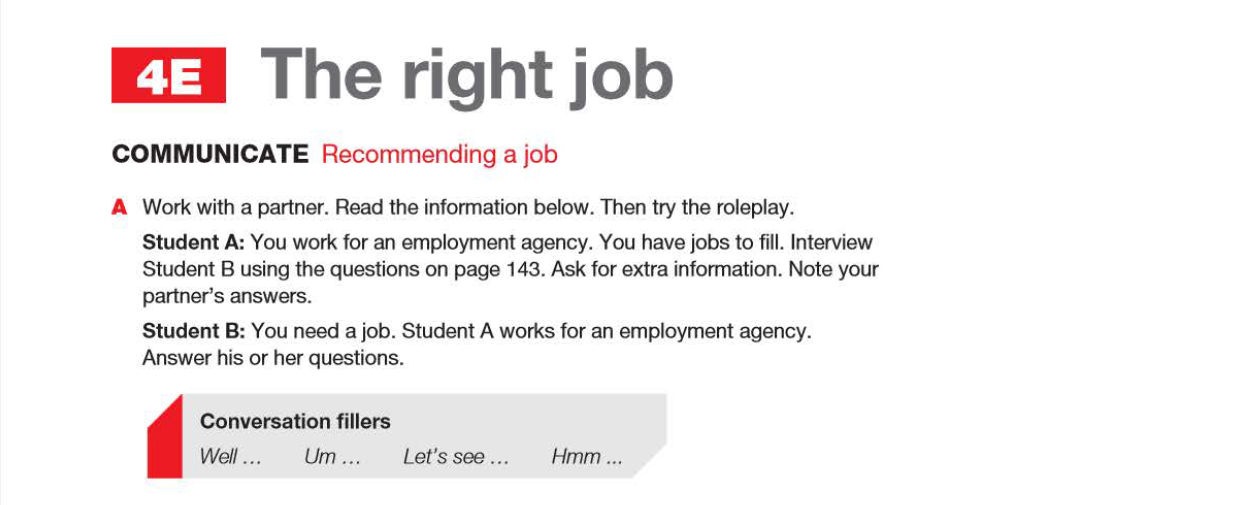 4E The right job
COMMUNICATE Recommending a job
A Work with a partner. Read the information below. Then try the roleplay.
Student A: You work for an employment agency. You have jobs to fill. Interview
Student B using the questions on page 143. Ask for extra information. Note your
partner's answers.
Student B: You need a job. Student A works for an employment agency.
Answer his or her questions.
Conversation fillers
Well ... Um ... Let's see ... Hmm ...